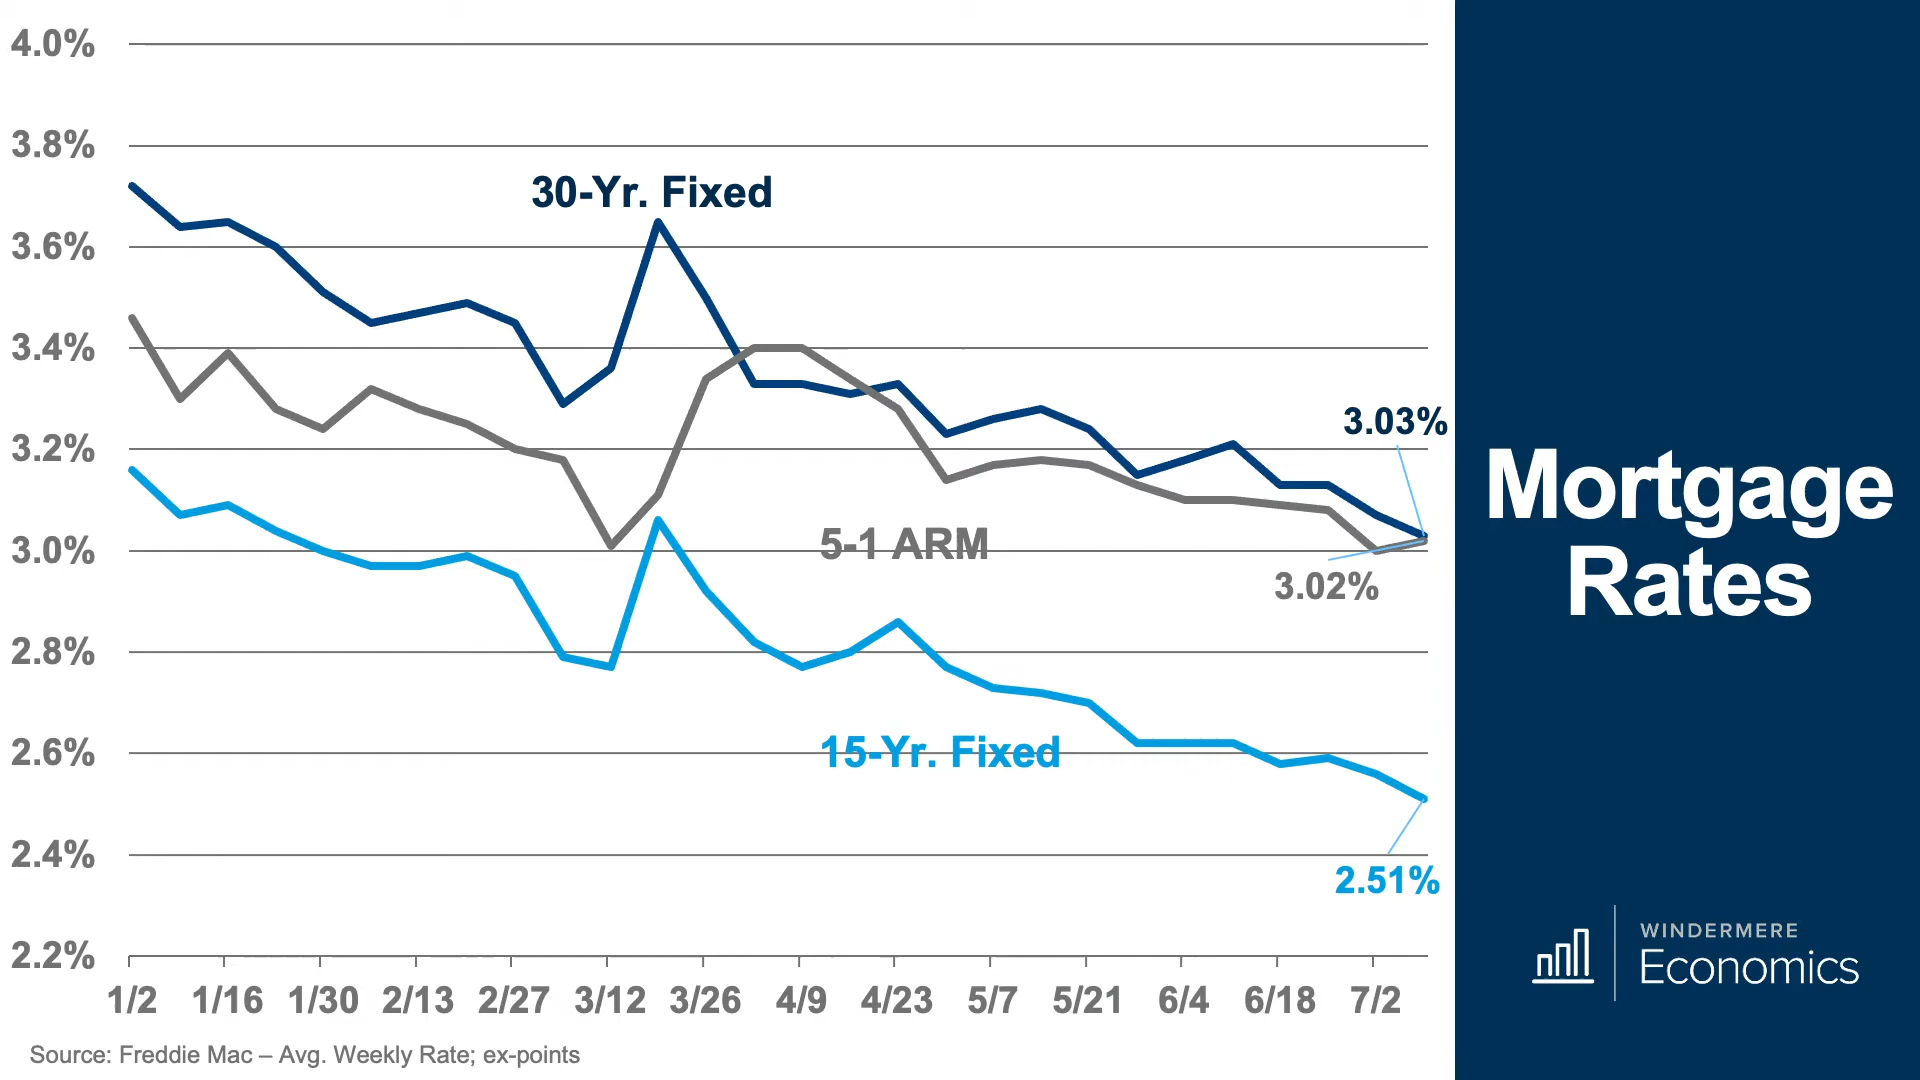 4.0%
3.8%
3.6%
3.4%
3.2%
3.0%
2.8%
2.6%
2.4%
2.2%
30-Yr. Fixed
5-1 ARM
15-Yr. Fixed
3.03%
3.02%
2.51%
1/2 1/16 1/30 2/13 2/27 3/12 3/26 4/9 4/23 5/7 5/21 6/4 6/18 7/2
Source: Freddie Mac – Avg. Weekly Rate; ex-points
Mortgage
Rates
WINDERMERE
Economics